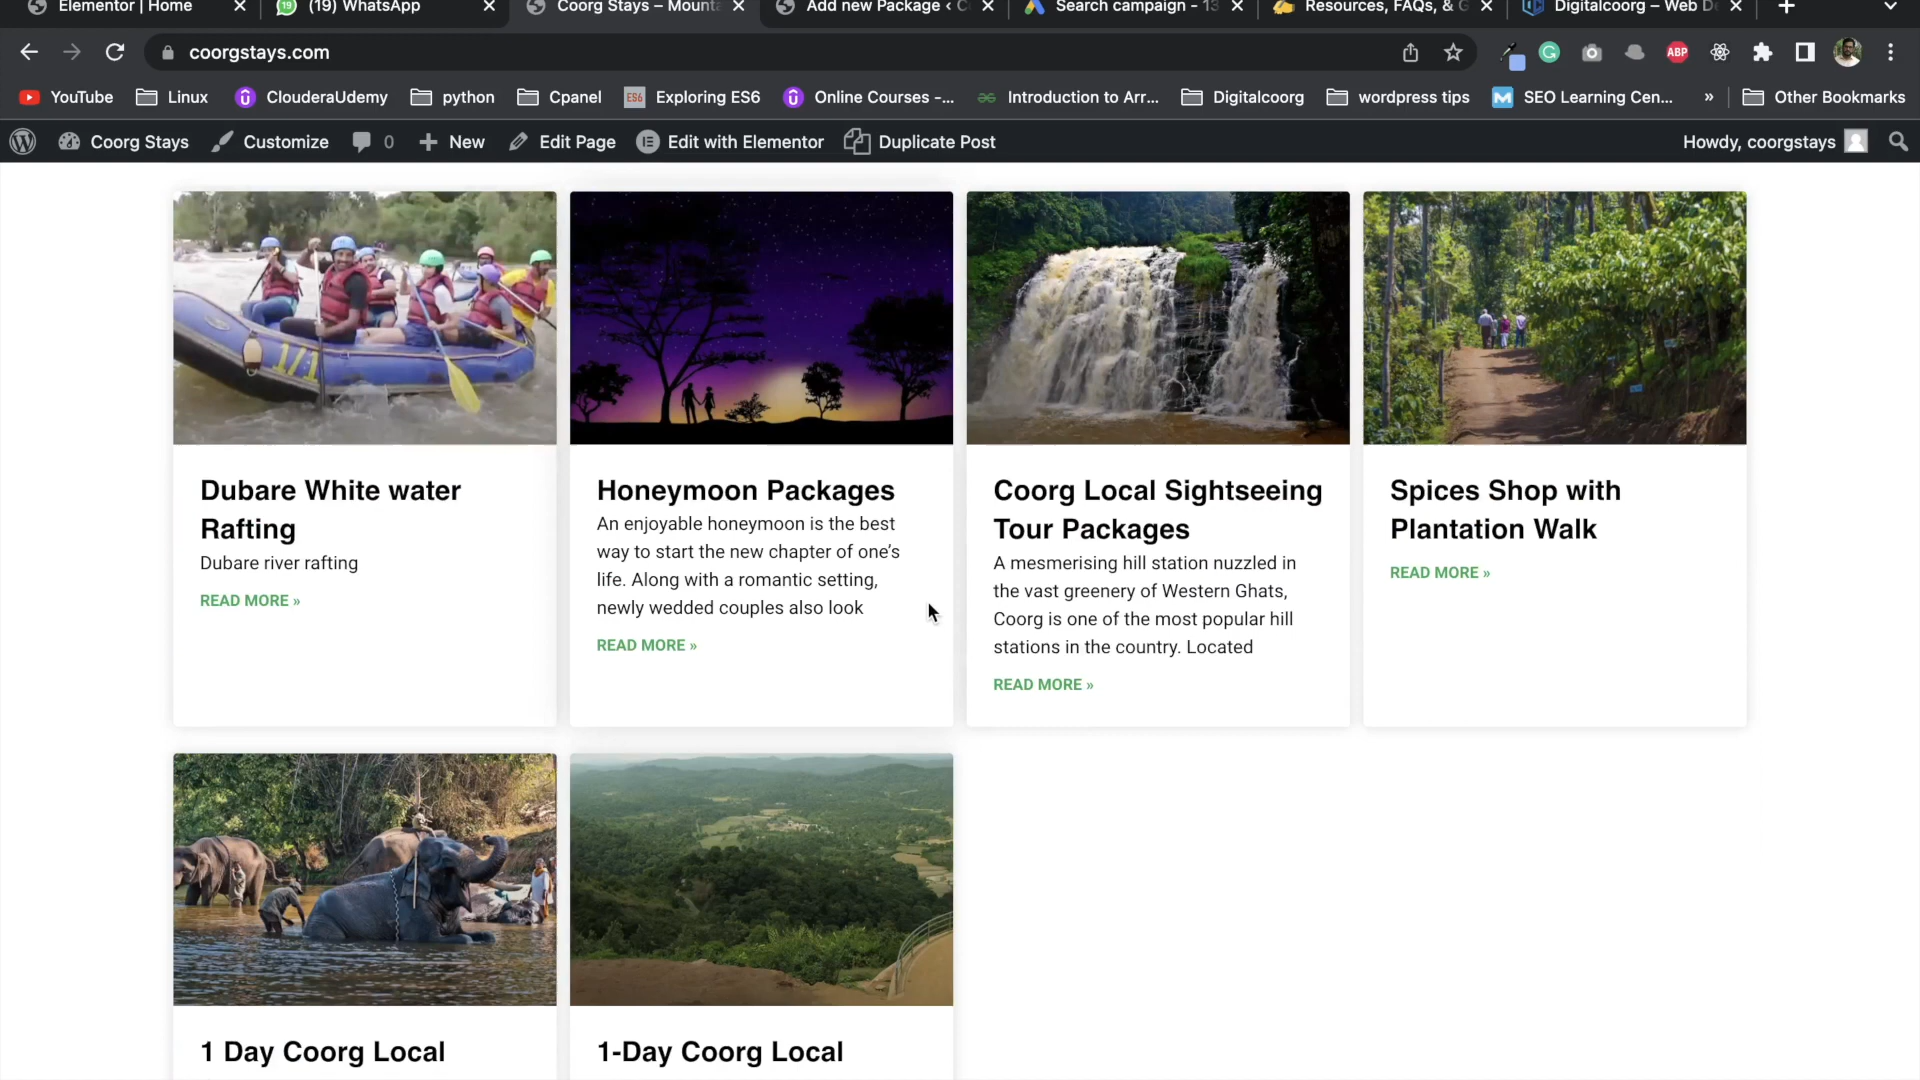 Elementor | Home
(19) WhatsApp
Coorg Stays – Mounta
Add new Package ‹ C
Search campaign - 13
Resources, FAQs, & G
Digitalcoorg – Web De
coorgstays.com
ABP
YouTube
Linux
ClouderaUdemy
python
Cpanel
ES6
Exploring ES6
Online Courses -...
Introduction to Arr...
Digitalcoorg
wordpress tips
SEO Learning Cen...
»
Other Bookmarks
Coorg Stays
Customize
0
New
Edit Page
Edit with Elementor
Duplicate Post
Howdy, coorgstays
Dubare White water
Rafting
Dubare river rafting
READ MORE »
Honeymoon Packages
An enjoyable honeymoon is the best
way to start the new chapter of one’s
life. Along with a romantic setting,
newly wedded couples also look
READ MORE »
Coorg Local Sightseeing
Tour Packages
A mesmerising hill station nuzzled in
the vast greenery of Western Ghats,
Coorg is one of the most popular hill
stations in the country. Located
READ MORE »
Spices Shop with
Plantation Walk
READ MORE »
1 Day Coorg Local
1-Day Coorg Local